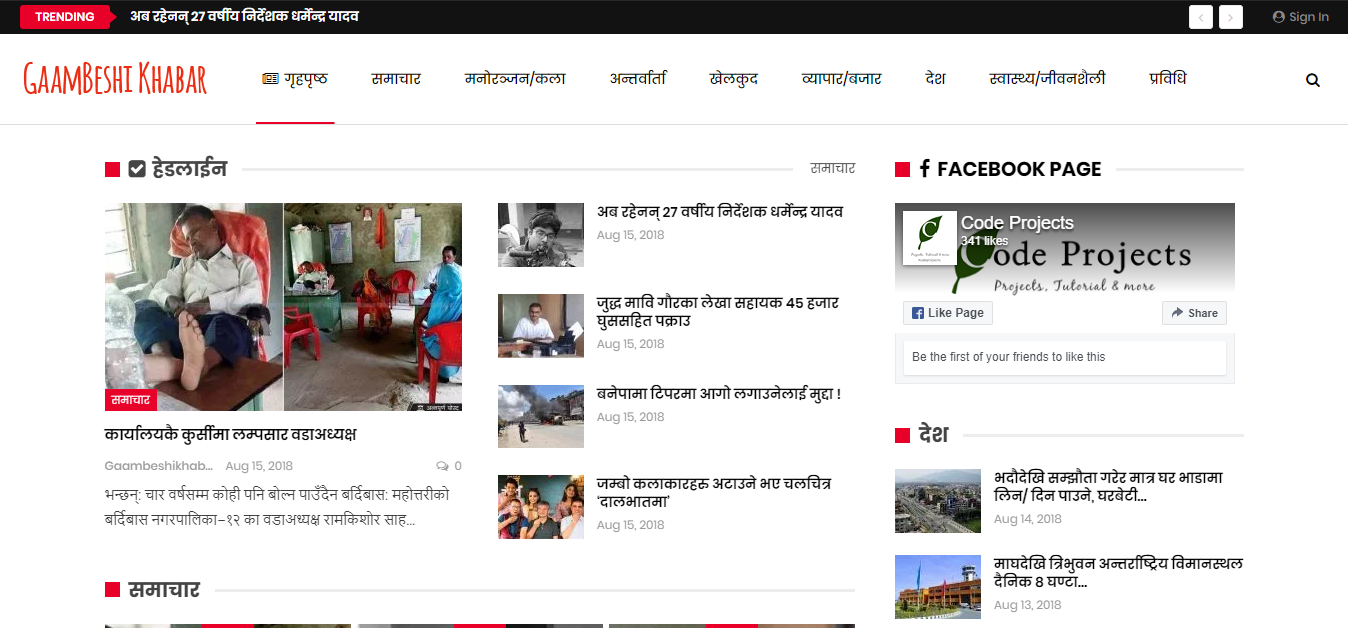 TRENDING
अब रहेनन् 27 वर्षीय निर्देशक धर्मेन्द्र यादव
Sign In
GAAMBESHI KHABAR
गृहपृष्ठ
समाचार
मनोरञ्जन/कला
अन्तर्वार्ता
खेलकुद
व्यापार/बजार
देश
स्वास्थ्य/जीवनशैली
प्रविधि
हेडलाईन
समाचार
समाचार
कार्यालयकै कुर्सीमा लम्पसार वडाअध्यक्ष
Gaambeshikhab... Aug 15, 2018 0
भन्छन्: चार वर्षसम्म कोही पनि बोल्न पाउँदैन बर्दिबास: महोत्तरीको
बर्दिबास नगरपालिका–१२ का वडाअध्यक्ष रामकिशोर साह...
अब रहेनन् 27 वर्षीय निर्देशक धर्मेन्द्र यादव
Aug 15, 2018
जुद्ध मावि गौरका लेखा सहायक 45 हजार
घुससहित पक्राउ
Aug 15, 2018
बनेपामा टिपरमा आगो लगाउनेलाई मुद्दा !
Aug 15, 2018
जम्बो कलाकारहरु अटाउने भए चलचित्र
‘दालभातमा’
Aug 15, 2018
समाचार
FACEBOOK PAGE
Code Projects
341 likes
Code Projects
Projects, Tutorial & more
Like Page
Share
Be the first of your friends to like this
देश
भदौदेखि सम्झौता गरेर मात्र घर भाडामा
लिन/ दिन पाउने, घरबेटी...
Aug 14, 2018
माघदेखि त्रिभुवन अन्तर्राष्ट्रिय विमानस्थल
दैनिक 8 घण्टा...
Aug 13, 2018